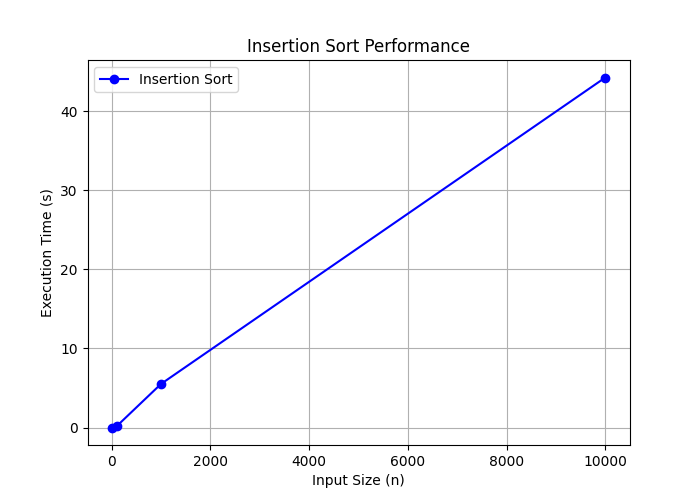 Insertion Sort Performance
Insertion Sort
Execution Time (s)
40
30
20
10
0
0 2000 4000 6000 8000 10000
Input Size (n)